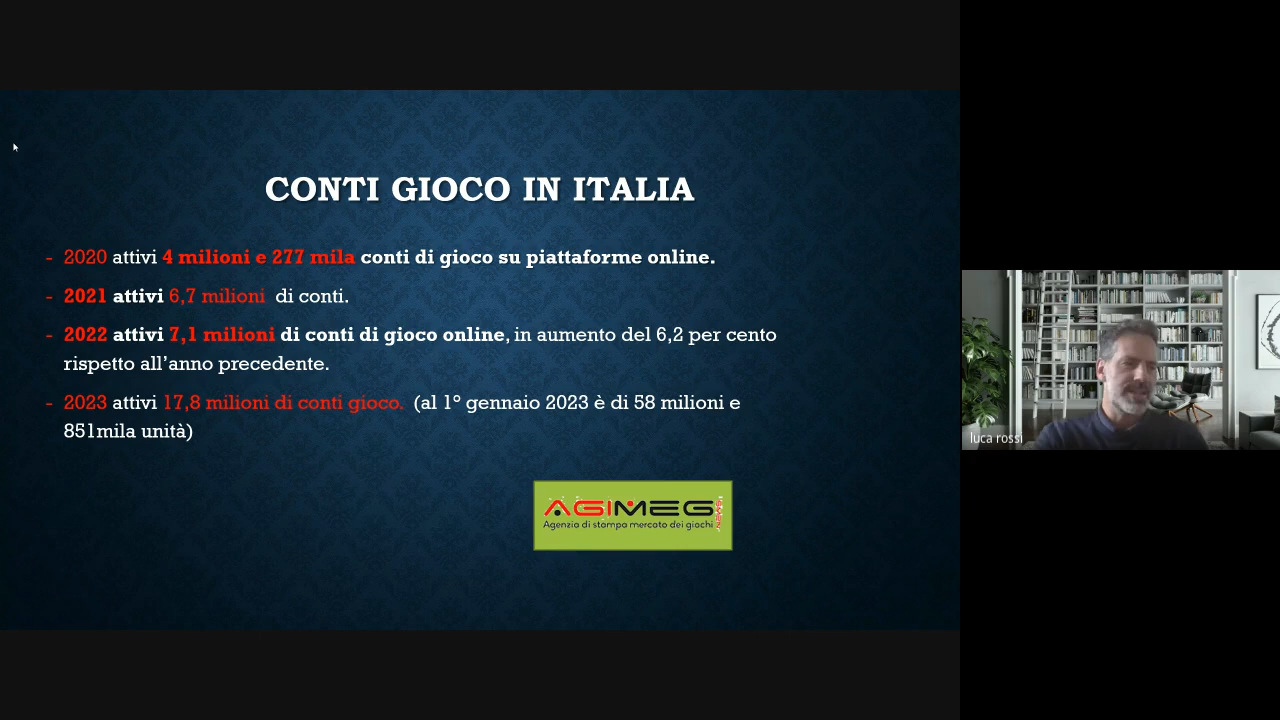 CONTI GIOCO IN ITALIA
- 2020 attivi 4 milioni e 277 mila conti di gioco su piattaforme online.
- 2021 attivi 6,7 milioni di conti.
- 2022 attivi 7,1 milioni di conti di gioco online, in aumento del 6,2 per cento
rispetto all’anno precedente.
- 2023 attivi 17,8 milioni di conti gioco. (al 1° gennaio 2023 è di 58 milioni e
851mila unità)
AGIMEG
Agenzia di stampa mercato dei giochi
luca rossi